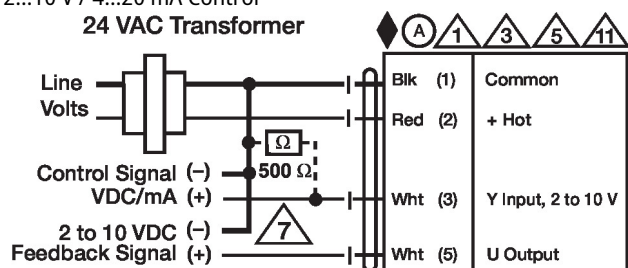 2...10 V / 4...20 mA Control
24 VAC Transformer
A 1 3 5 11
Line
Volts
Blk (1) Common
Red (2) + Hot
Ω
500 Ω
Control Signal (–)
VDC/mA (+)
Wht (3) Y Input, 2 to 10 V
7
2 to 10 VDC (–)
Feedback Signal (+)
Wht (5) U Output